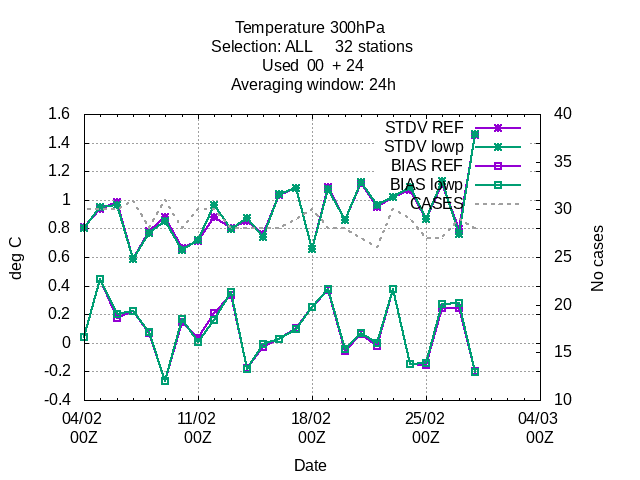 Temperature 300hPa
Selection: ALL 32 stations
Used 00 + 24
Averaging window: 24h
1.6
1.4
1.2
1
0.8
0.6
0.4
0.2
0
-0.2
-0.4
deg C
40
35
30
25
20
15
10
No cases
STDV REF
STDV lowp
BIAS REF
BIAS lowp
CASES
04/02 11/02 18/02 25/02 04/03
00Z 00Z 00Z 00Z 00Z
Date